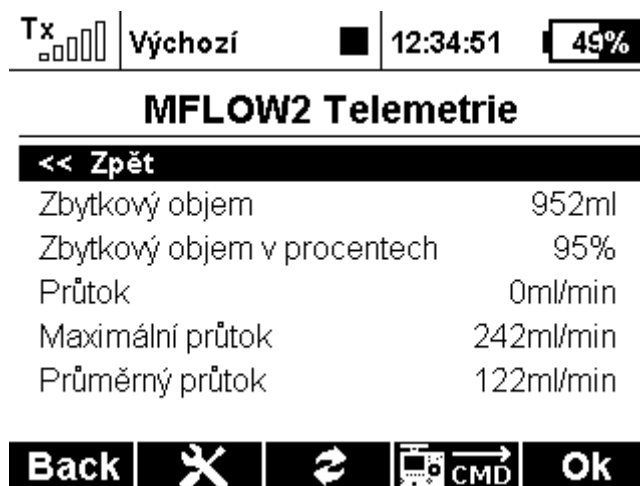 Tx Výchozí 12:34:51 49%
MFLOW2 Telemetrie
<< Zpět
Zbytkový objem 952ml
Zbytkový objem v procentech 95%
Průtok 0ml/min
Maximální průtok 242ml/min
Průměrný průtok 122ml/min
Back CMD Ok